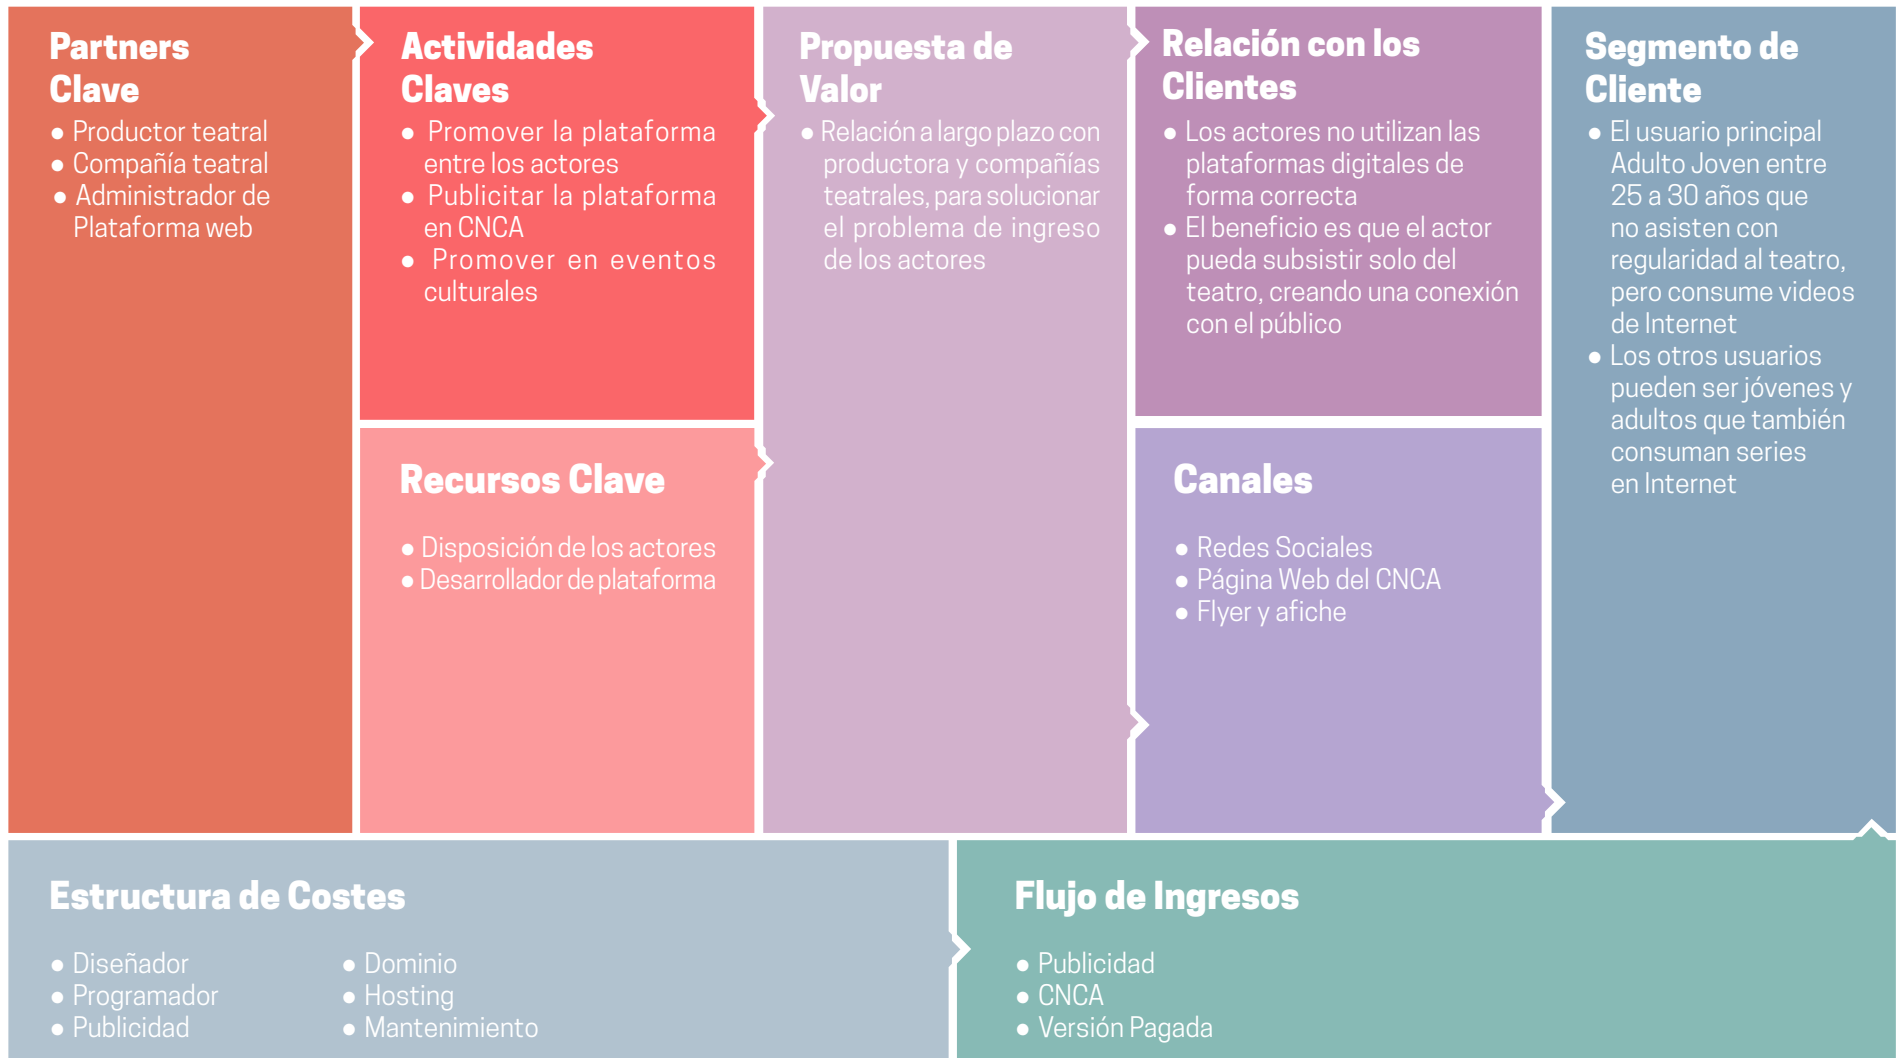 Partners
Clave
● Productor teatral
● Compañía teatral
● Administrador de
Plataforma web
Actividades
Claves
● Promover la plataforma
entre los actores
● Publicitar la plataforma
en CNCA
● Promover en eventos
culturales
Recursos Clave
● Disposición de los actores
● Desarrollador de plataforma
Propuesta de
Valor
● Relación a largo plazo con
productora y compañías
teatrales, para solucionar
el problema de ingreso
de los actores
Relación con los
Clientes
● Los actores no utilizan las
plataformas digitales de
forma correcta
● El beneficio es que el actor
pueda subsistir solo del
teatro, creando una conexión
con el público
Canales
● Redes Sociales
● Página Web del CNCA
● Flyer y afiche
Segmento de
Cliente
● El usuario principal
Adulto Joven entre
25 a 30 años que
no asisten con
regularidad al teatro,
pero consume videos
de Internet
● Los otros usuarios
pueden ser jóvenes y
adultos que también
consuman series
en Internet
Estructura de Costes
● Diseñador
● Programador
● Publicidad
● Dominio
● Hosting
● Mantenimiento
Flujo de Ingresos
● Publicidad
● CNCA
● Versión Pagada